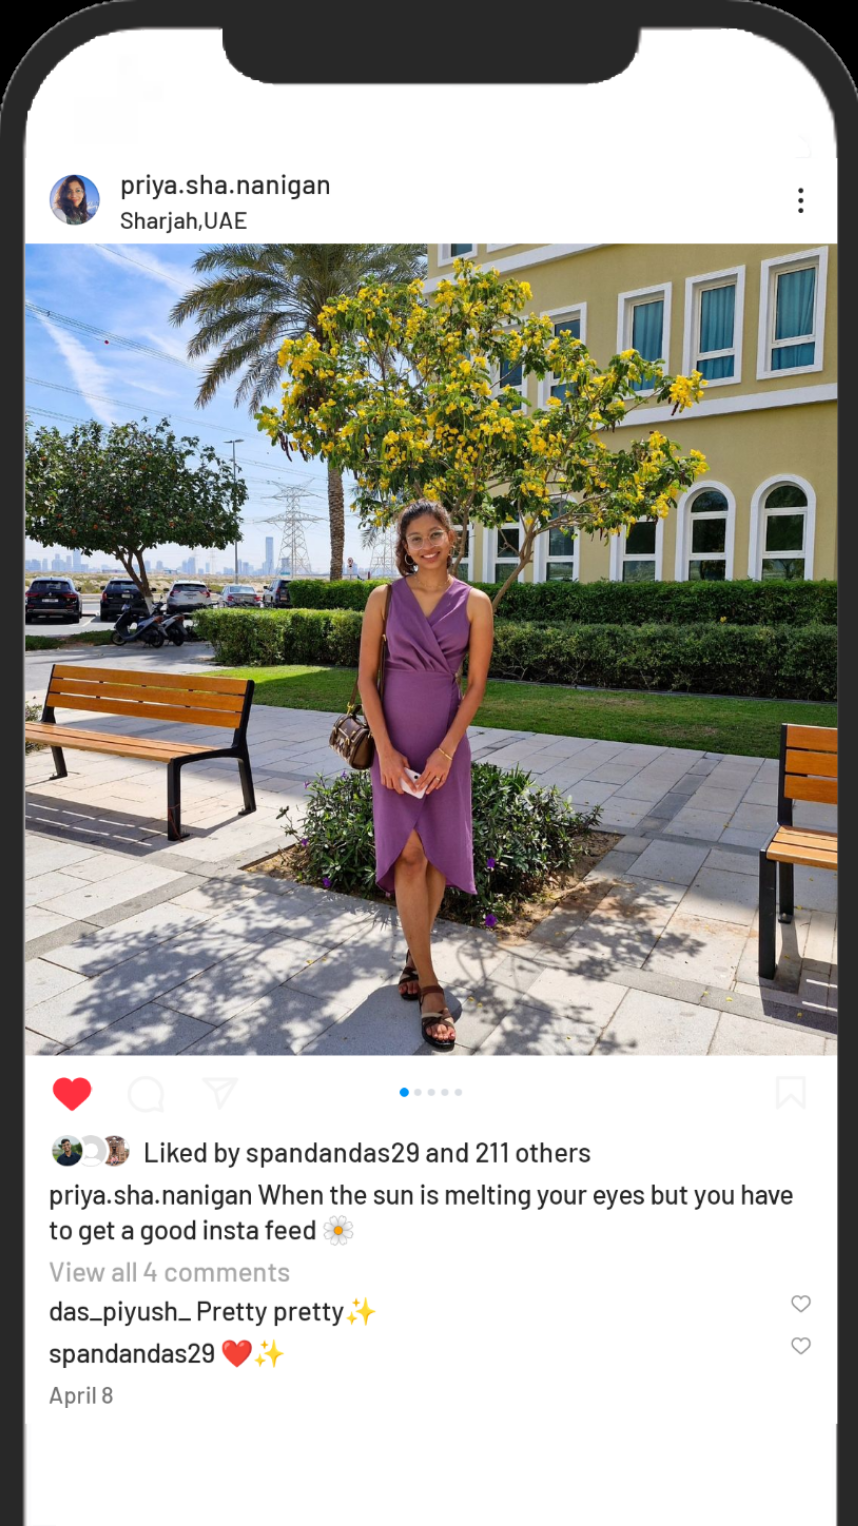 priya.sha.nanigan
Sharjah,UAE
Liked by spandandas29 and 211 others
priya.sha.nanigan When the sun is melting your eyes but you have
to get a good insta feed 🌼
View all 4 comments
das_piyush_ Pretty pretty✨
spandandas29 ❤️✨
April 8